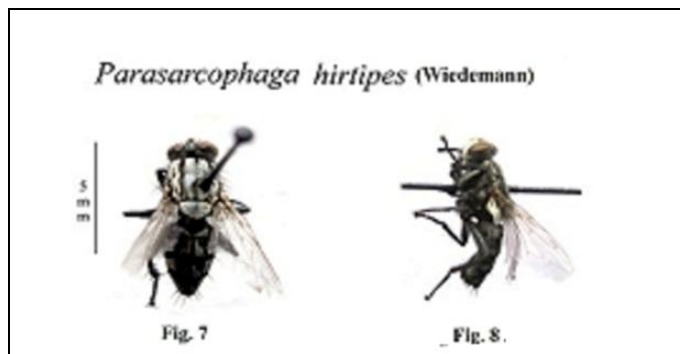 Parasarcophaga hirtipes (Wiedemann)
5
m
m
Fig. 7
Fig. 8.